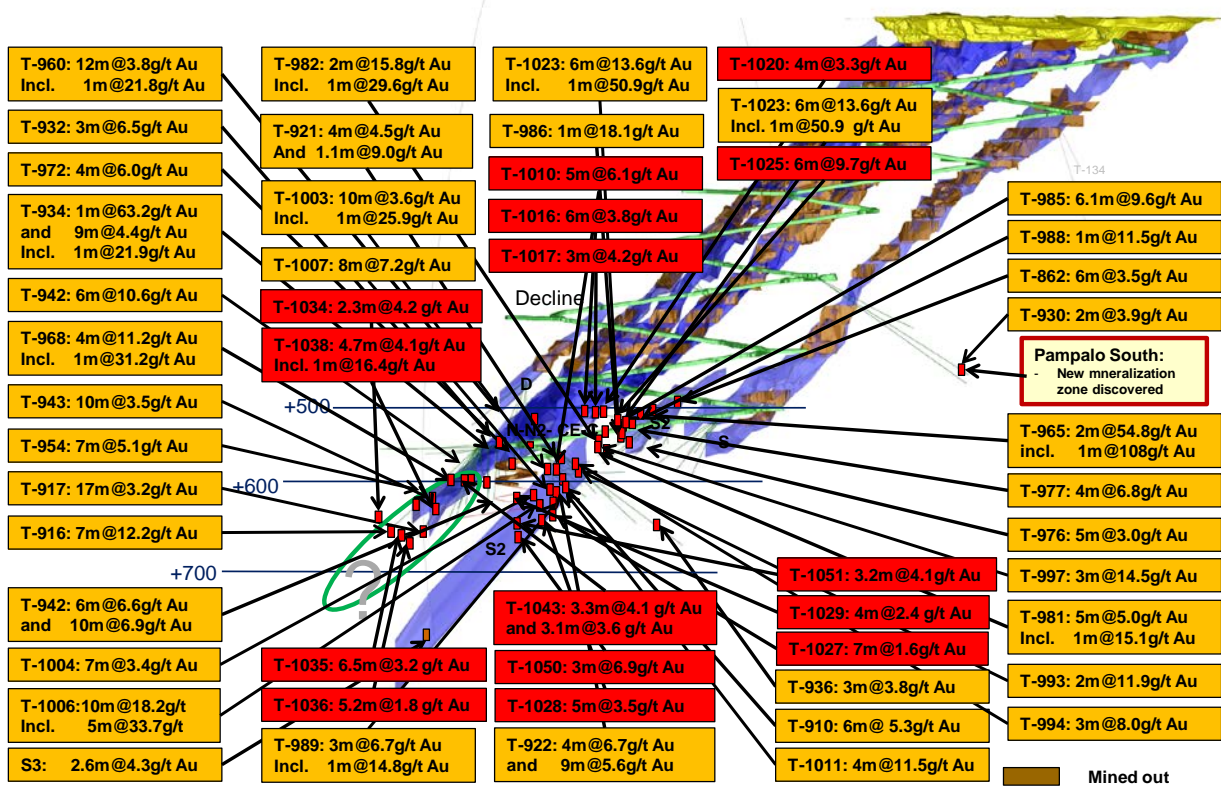 T-960: 12m@3.8g/t Au
Incl. 1m@21.8g/t Au
T-932: 3m@6.5g/t Au
T-972: 4m@6.0g/t Au
T-934: 1m@63.2g/t Au
and 9m@4.4g/t Au
Incl. 1m@21.9g/t Au
T-942: 6m@10.6g/t Au
T-968: 4m@11.2g/t Au
Incl. 1m@31.2g/t Au
T-943: 10m@3.5g/t Au
T-954: 7m@5.1g/t Au
T-917: 17m@3.2g/t Au
T-916: 7m@12.2g/t Au
T-942: 6m@6.6g/t Au
and 10m@6.9g/t Au
T-1004: 7m@3.4g/t Au
T-1006:10m@18.2g/t
Incl. 5m@33.7g/t
S3: 2.6m@4.3g/t Au
T-982: 2m@15.8g/t Au
Incl. 1m@29.6g/t Au
T-921: 4m@4.5g/t Au
And 1.1m@9.0g/t Au
T-1003: 10m@3.6g/t Au
Incl. 1m@25.9g/t Au
T-1007: 8m@7.2g/t Au
T-1034: 2.3m@4.2 g/t Au
T-1038: 4.7m@4.1g/t Au
Incl. 1m@16.4g/t Au
T-1023: 6m@13.6g/t Au
Incl. 1m@50.9g/t Au
T-986: 1m@18.1g/t Au
T-1010: 5m@6.1g/t Au
T-1016: 6m@3.8g/t Au
T-1017: 3m@4.2g/t Au
T-1020: 4m@3.3g/t Au
T-1023: 6m@13.6g/t Au
Incl. 1m@50.9 g/t Au
T-1025: 6m@9.7g/t Au
T-134
Decline
D
+500
N-N2- CE-C
S2
S
+600
S2
+700
?
T-985: 6.1m@9.6g/t Au
T-988: 1m@11.5g/t Au
T-862: 6m@3.5g/t Au
T-930: 2m@3.9g/t Au
Pampalo South:
- New mneralization
zone discovered
T-965: 2m@54.8g/t Au
incl. 1m@108g/t Au
T-977: 4m@6.8g/t Au
T-976: 5m@3.0g/t Au
T-997: 3m@14.5g/t Au
T-981: 5m@5.0g/t Au
Incl. 1m@15.1g/t Au
T-993: 2m@11.9g/t Au
T-994: 3m@8.0g/t Au
T-1035: 6.5m@3.2 g/t Au
T-1036: 5.2m@1.8 g/t Au
T-989: 3m@6.7g/t Au
Incl. 1m@14.8g/t Au
T-1043: 3.3m@4.1 g/t Au
and 3.1m@3.6 g/t Au
T-1050: 3m@6.9g/t Au
T-1028: 5m@3.5g/t Au
T-922: 4m@6.7g/t Au
and 9m@5.6g/t Au
T-1051: 3.2m@4.1g/t Au
T-1029: 4m@2.4 g/t Au
T-1027: 7m@1.6g/t Au
T-936: 3m@3.8g/t Au
T-910: 6m@ 5.3g/t Au
T-1011: 4m@11.5g/t Au
Mined out